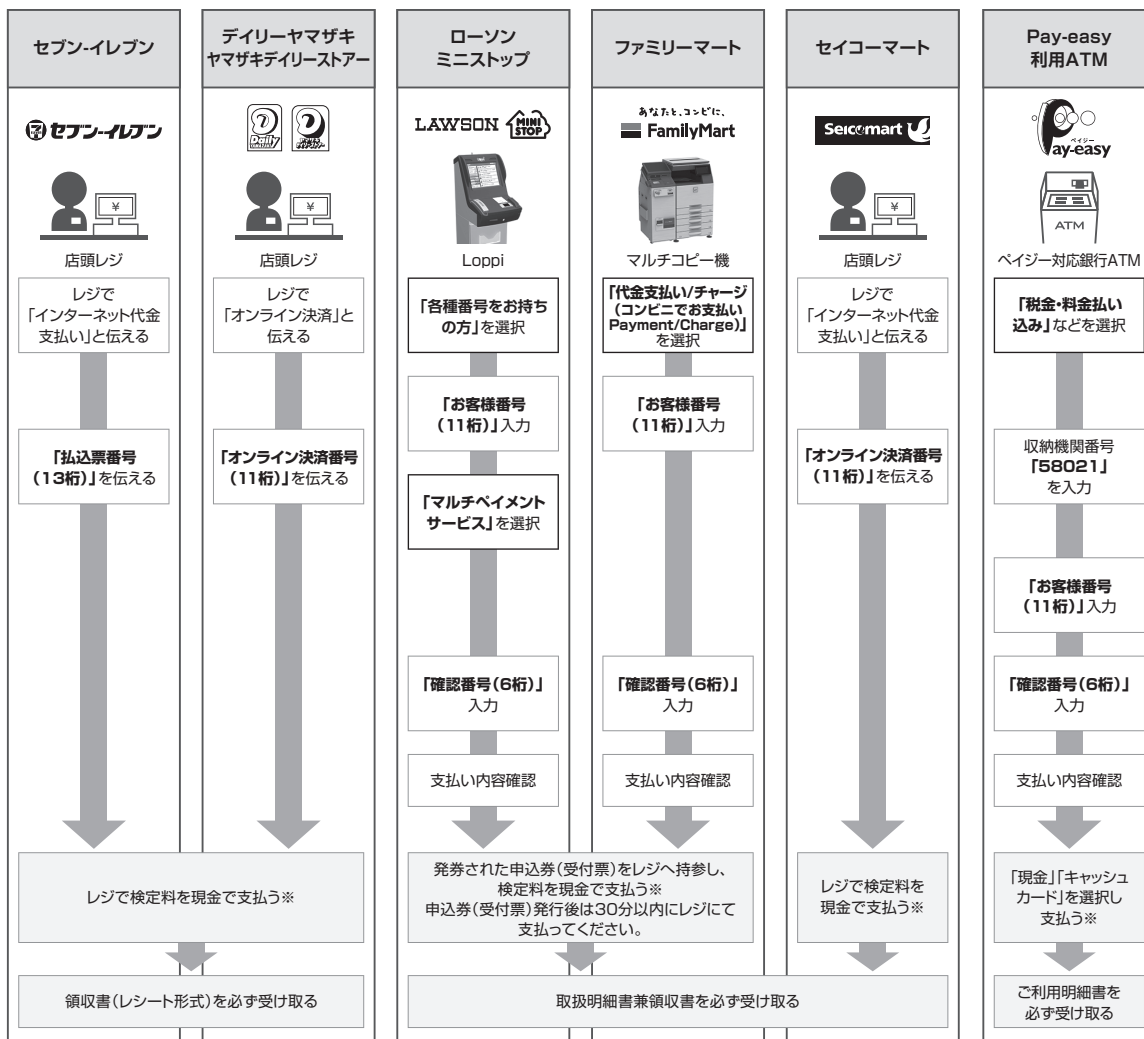 セブン-イレブン
デイリーヤマザキ
ヤマザキデイリーストアー
ローソン
ミニストップ
ファミリーマート
セイコーマート
Pay-easy
利用ATM
セブン-イレブン
Daily
LAWSON
MINI
STOP
あなたと、コンビに、
FamilyMart
Seicomart
ペイジー
Pay-easy
¥
¥
¥
ATM
店頭レジ
店頭レジ
Loppi
マルチコピー機
店頭レジ
ペイジー対応銀行ATM
レジで
「インターネット代金
支払い」と伝える
レジで
「オンライン決済」と
伝える
「各種番号をお持ち
の方」を選択
「代金支払い/チャージ
(コンビニでお支払い
Payment/Charge)」
を選択
レジで
「インターネット代金
支払い」と伝える
「税金・料金払い
込み」などを選択
「お客様番号
(11桁)」入力
「お客様番号
(11桁)」入力
「払込票番号
(13桁)」を伝える
「オンライン決済番号
(11桁)」を伝える
「マルチペイメント
サービス」を選択
「オンライン決済番号
(11桁)」を伝える
収納機関番号
「58021」
を入力
「お客様番号
(11桁)」入力
「確認番号(6桁)」
入力
「確認番号(6桁)」
入力
「確認番号(6桁)」
入力
支払い内容確認
支払い内容確認
支払い内容確認
レジで検定料を現金で支払う※
発券された申込券(受付票)をレジへ持参し、
検定料を現金で支払う※
申込券(受付票)発行後は30分以内にレジにて
支払ってください。
レジで検定料を
現金で支払う※
「現金」「キャッシュ
カード」を選択し
支払う※
領収書(レシート形式)を必ず受け取る
取扱明細書兼領収書を必ず受け取る
ご利用明細書を
必ず受け取る